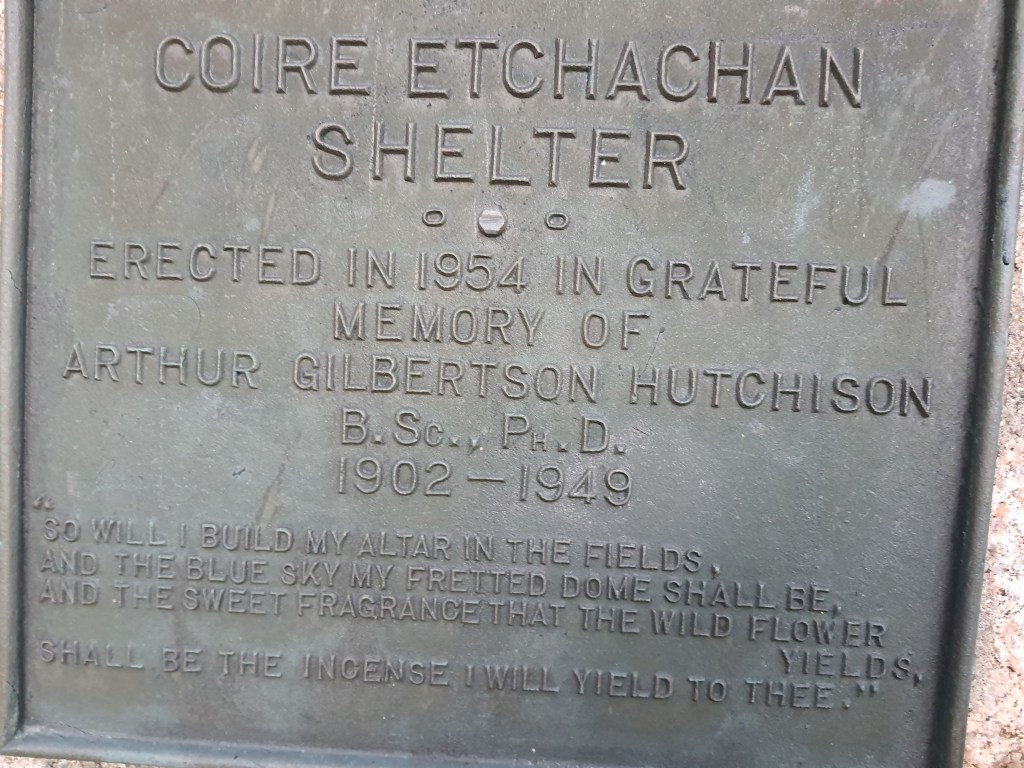 COIRE ETCHACHAN
SHELTER
ERECTED IN 1954 IN GRATEFUL
MEMORY OF
ARTHUR GILBERTSON HUTCHISON
B.Sc., Ph.D.
1902 — 1949
"SO WILL I BUILD MY ALTAR IN THE FIELDS,
AND THE BLUE SKY MY FRETTED DOME SHALL BE,
AND THE SWEET FRAGRANCE THAT THE WILD FLOWER
YIELDS,
SHALL BE THE INCENSE I WILL YIELD TO THEE."